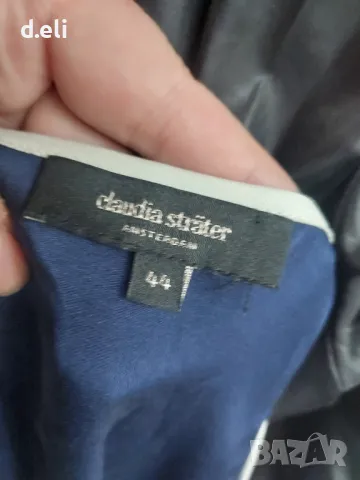 d.eli
claudia sträter
AMSTERDAM
44
BAZAR